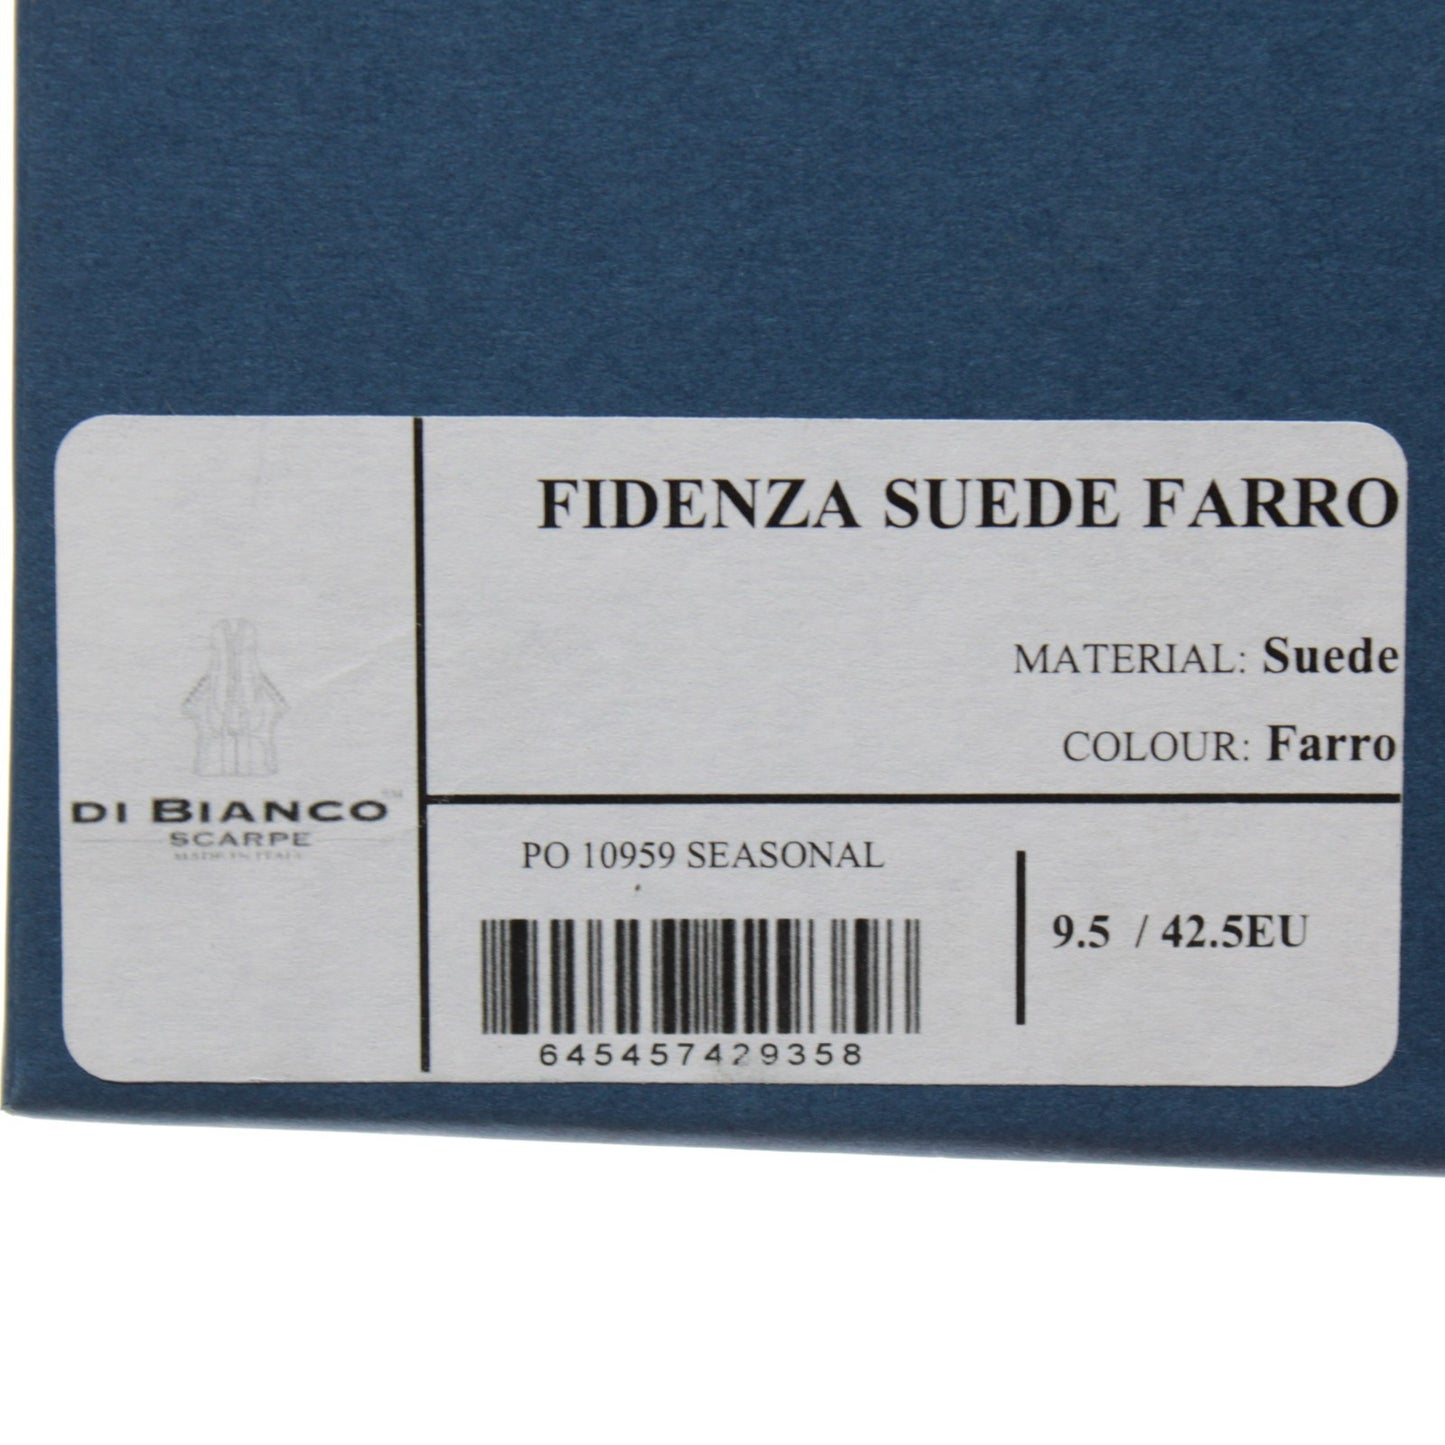 FIDENZA SUEDE FARRO
MATERIAL: Suede
COLOUR: Farro
DI BIANCO™
SCARPE
MADE IN ITALY
PO 10959 SEASONAL
9.5 / 42.5EU
645457429358